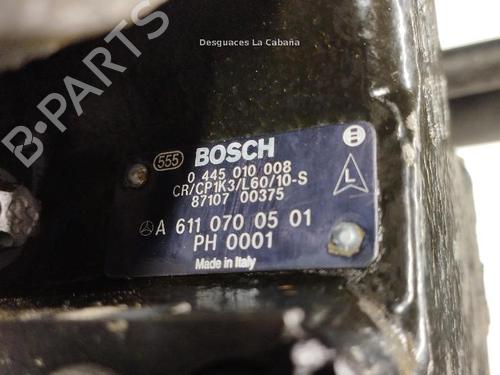 Desguaces La Cabaña
B-PARTS
555 BOSCH
0 445 010 008
CR/CP1K3/L60/10-S
87107 00375
L
A 611 070 05 01
PH 0001
Made in Italy